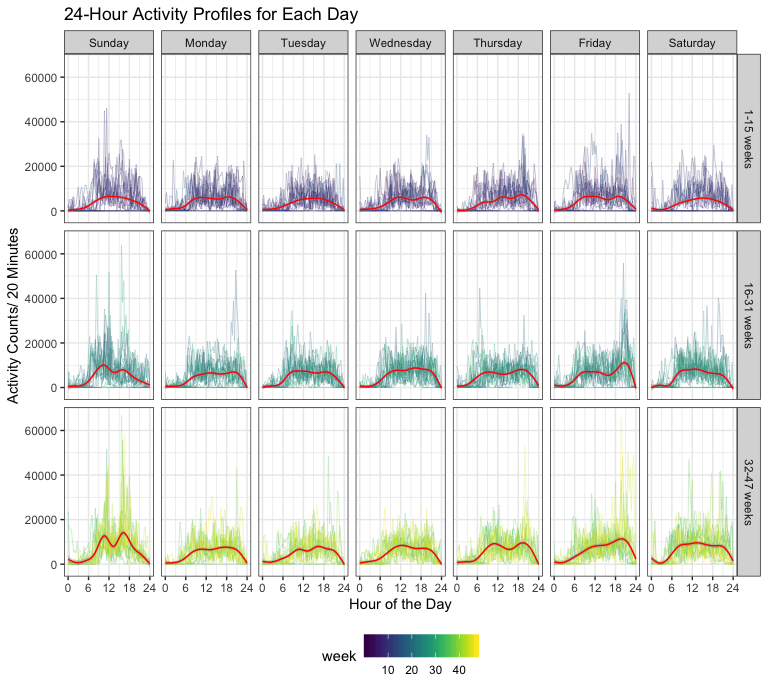 24-Hour Activity Profiles for Each Day
Sunday Monday Tuesday Wednesday Thursday Friday Saturday
60000
40000
20000
0
1-15 weeks
60000
40000
20000
0
16-31 weeks
60000
40000
20000
0
32-47 weeks
Activity Counts/ 20 Minutes
0 6 12 18 24 0 6 12 18 24 0 6 12 18 24 0 6 12 18 24 0 6 12 18 24 0 6 12 18 24 0 6 12 18 24
Hour of the Day
week
10 20 30 40